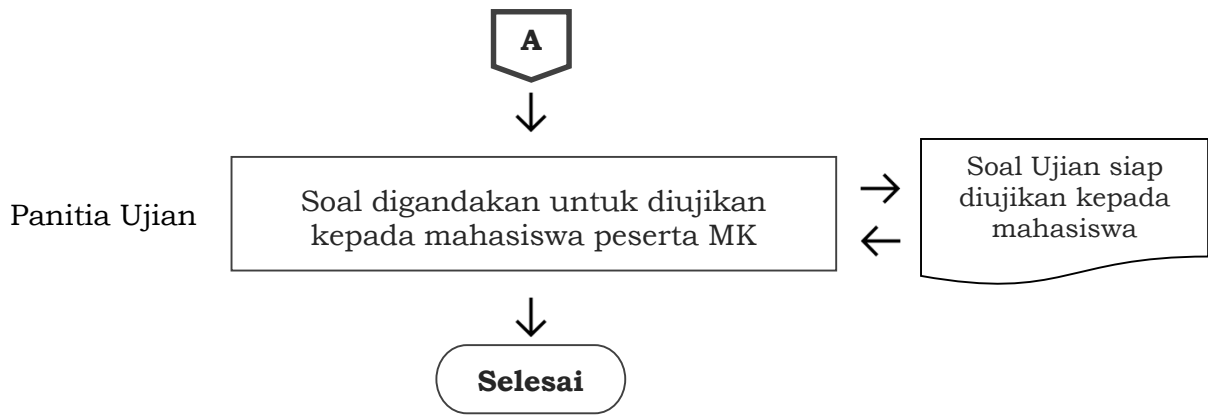 A
Panitia Ujian
Soal digandakan untuk diujikan
kepada mahasiswa peserta MK
Soal Ujian siap
diujikan kepada
mahasiswa
Selesai